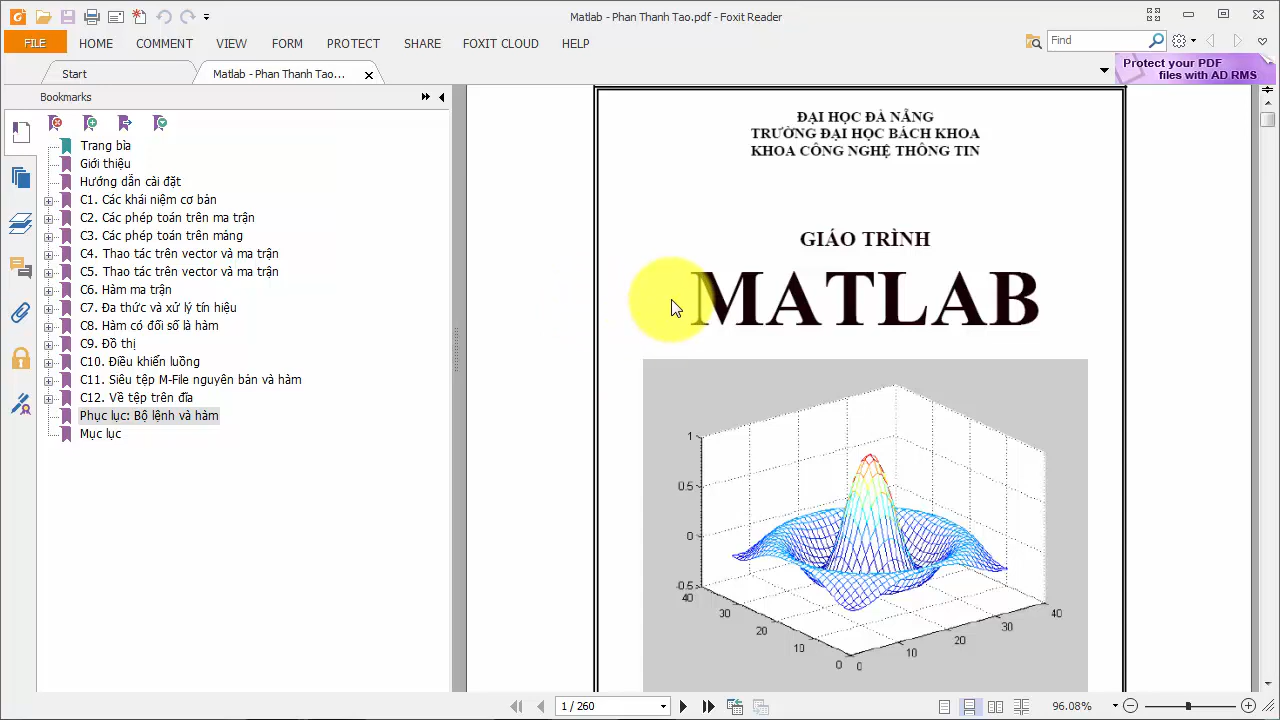 Matlab - Phan Thanh Tao.pdf - Foxit Reader
FILE HOME COMMENT VIEW FORM PROTECT SHARE FOXIT CLOUD HELP Find
Start Matlab - Phan Thanh Tao... Protect your PDF
files with AD RMS
Bookmarks
Trang bìa
Giới thiệu
Hướng dẫn cài đặt
C1. Các khái niệm cơ bản
C2. Các phép toán trên ma trận
C3. Các phép toán trên mảng
C4. Thao tác trên vector và ma trận
C5. Thao tác trên vector và ma trận
C6. Hàm ma trận
C7. Đa thức và xử lý tín hiệu
C8. Hàm có đối số là hàm
C9. Đồ thị
C10. Điều khiển luồng
C11. Siêu tệp M-File nguyên bản và hàm
C12. Về tệp trên đĩa
Phục lục: Bộ lệnh và hàm
Mục lục
ĐẠI HỌC ĐÀ NẴNG
TRƯỜNG ĐẠI HỌC BÁCH KHOA
KHOA CÔNG NGHỆ THÔNG TIN
GIÁO TRÌNH
MATLAB
1
0.5
0
-0.5
40
30
20
10
0
0
10
20
30
40
1 / 260
96.08%